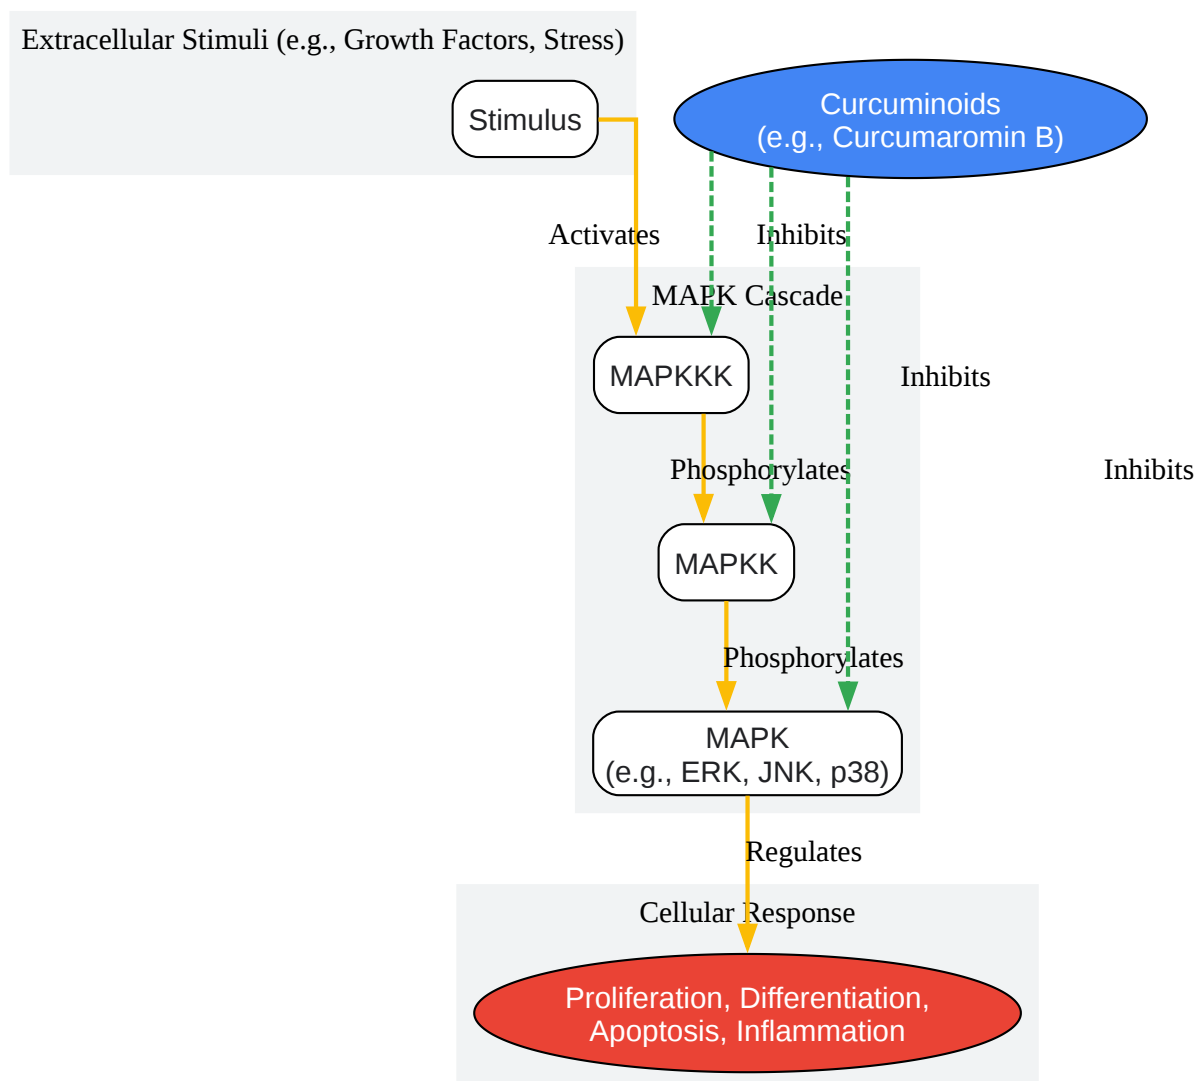 Extracellular Stimuli (e.g., Growth Factors, Stress)
Stimulus
Curcuminoids
(e.g., Curcumaromin B)
Activates
Inhibits
MAPK Cascade
MAPKKK
Inhibits
Phosphorylates
Inhibits
MAPKK
Phosphorylates
MAPK
(e.g., ERK, JNK, p38)
Regulates
Cellular Response
Proliferation, Differentiation,
Apoptosis, Inflammation